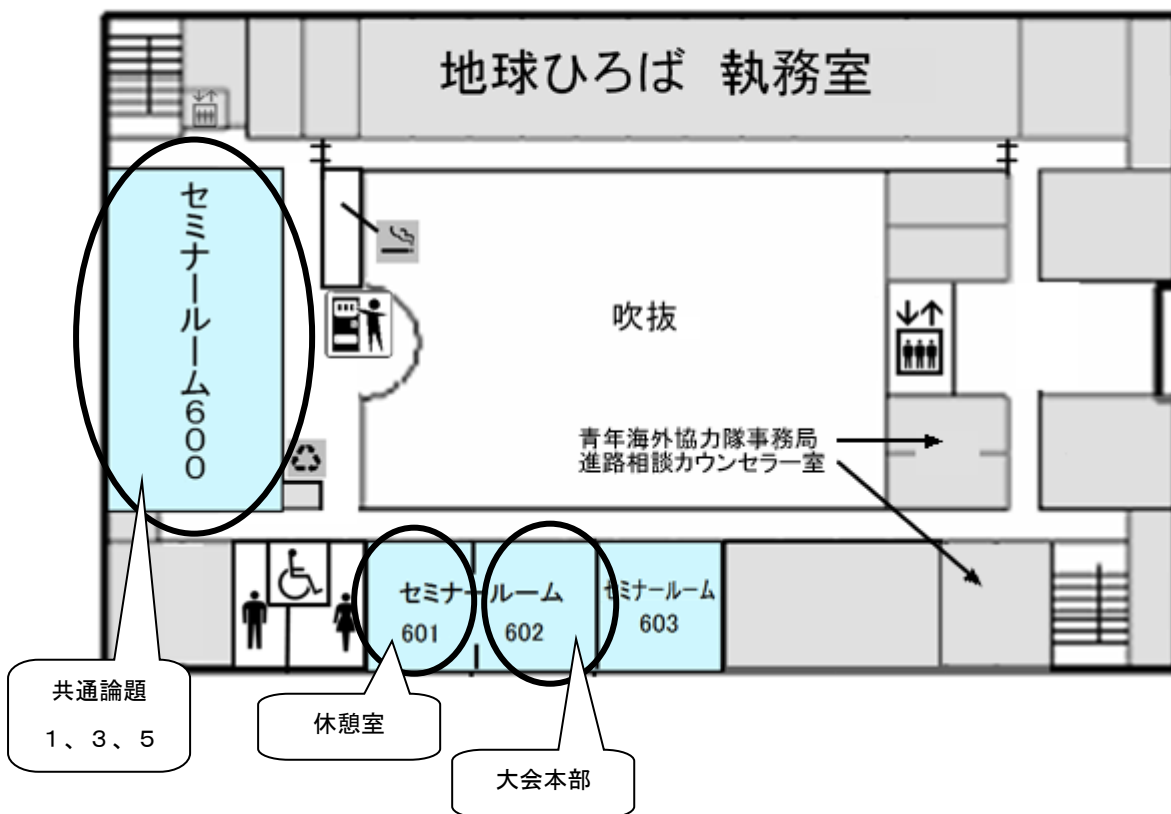 地球ひろば 執務室
セミナールーム600
吹抜
青年海外協力隊事務局
進路相談カウンセラー室
セミナールーム
601
602
セミナールーム
603
共通論題
1、3、5
休憩室
大会本部